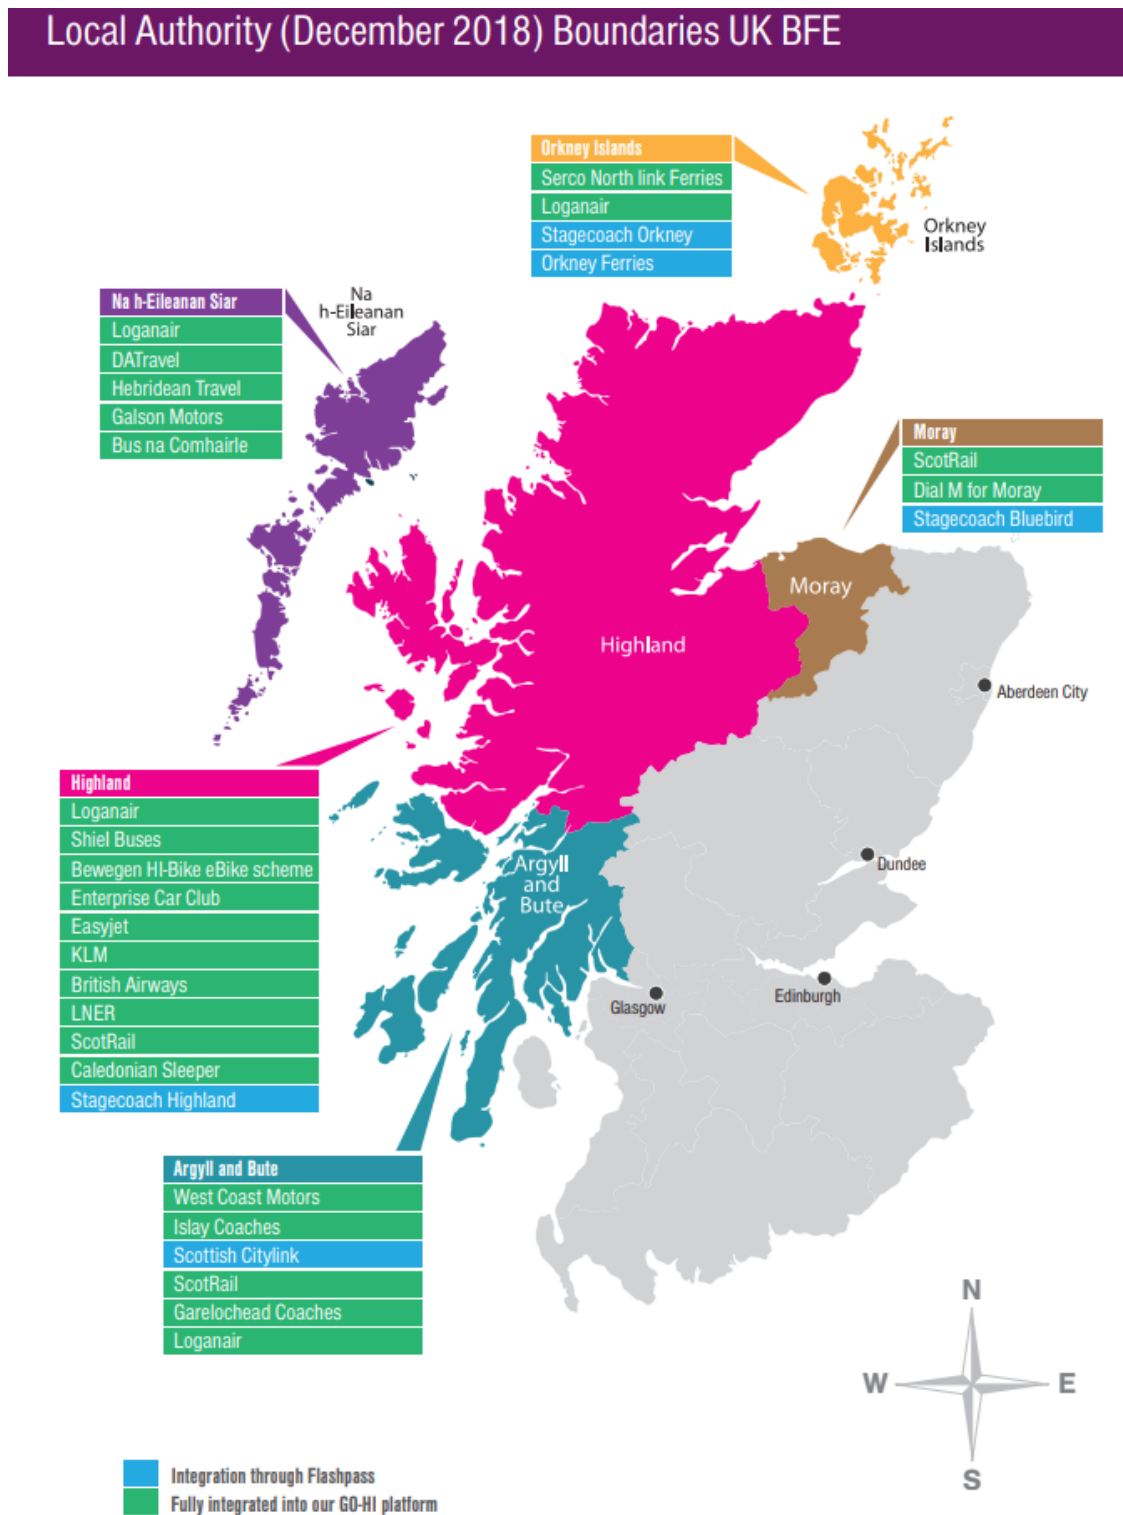 Local Authority (December 2018) Boundaries UK BFE
Orkney Islands
Serco North link Ferries
Loganair
Stagecoach Orkney
Orkney Ferries
Orkney
Islands
Na h-Eileanan Siar
Loganair
DATravel
Hebridean Travel
Galson Motors
Bus na Comhairle
Na
h-Eileanan
Siar
Moray
ScotRail
Dial M for Moray
Stagecoach Bluebird
Moray
Highland
Aberdeen City
Highland
Loganair
Shiel Buses
Bewegen HI-Bike eBike scheme
Enterprise Car Club
Easyjet
KLM
British Airways
LNER
ScotRail
Caledonian Sleeper
Stagecoach Highland
Argyll
and
Bute
Dundee
Edinburgh
Glasgow
Argyll and Bute
West Coast Motors
Islay Coaches
Scottish Citylink
ScotRail
Garelochead Coaches
Loganair
N
W E
S
Integration through Flashpass
Fully integrated into our GO-HI platform